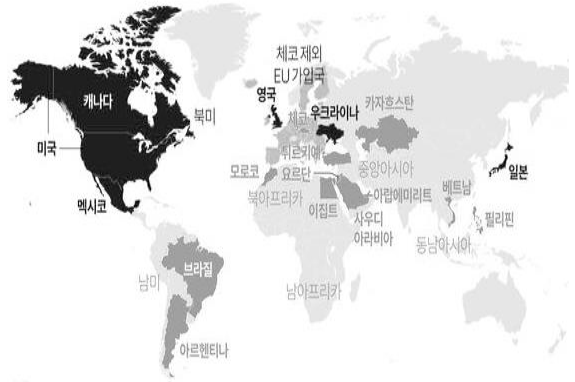 체코 제외
EU 가입국
영국
우크라이나
카자흐스탄
캐나다
북미
체코
미국
튀르키예
중앙아시아
일본
모로코
요르단
멕시코
북아프리카
이집트
아랍에미리트
베트남
사우디
아라비아
필리핀
동남아시아
브라질
남미
남아프리카
아르헨티나